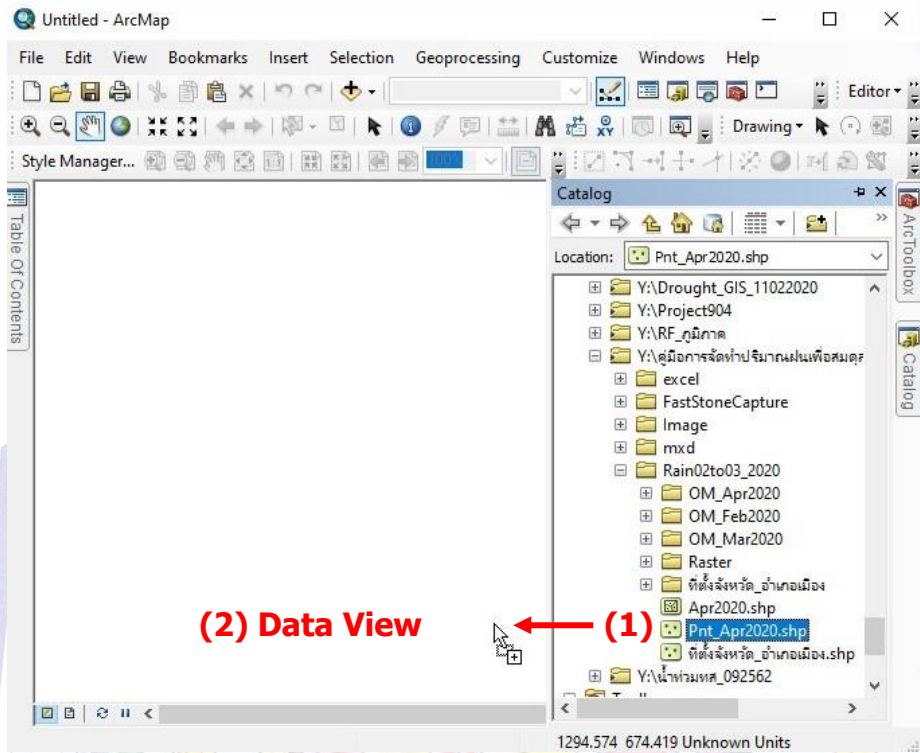 Untitled - ArcMap
File Edit View Bookmarks Insert Selection Geoprocessing Customize Windows Help
Editor
Drawing
Style Manager... 100%
Table Of Contents
Catalog
Location: Pnt_Apr2020.shp
Y:\Drought_GIS_11022020
Y:\Project904
Y:\RF_ภูมิภาค
Y:\คู่มือการจัดทำปริมาณฝนเพื่อสมดุล
excel
FastStoneCapture
Image
mxd
Rain02to03_2020
OM_Apr2020
OM_Feb2020
OM_Mar2020
Raster
ที่ตั้งจังหวัด_อำเภอเมือง
Apr2020.shp
(2) Data View
(1) Pnt_Apr2020.shp
ที่ตั้งจังหวัด_อำเภอเมือง.shp
Y:\น้ำท่วมทส_092562
ArcToolbox
Catalog
1294.574 674.419 Unknown Units